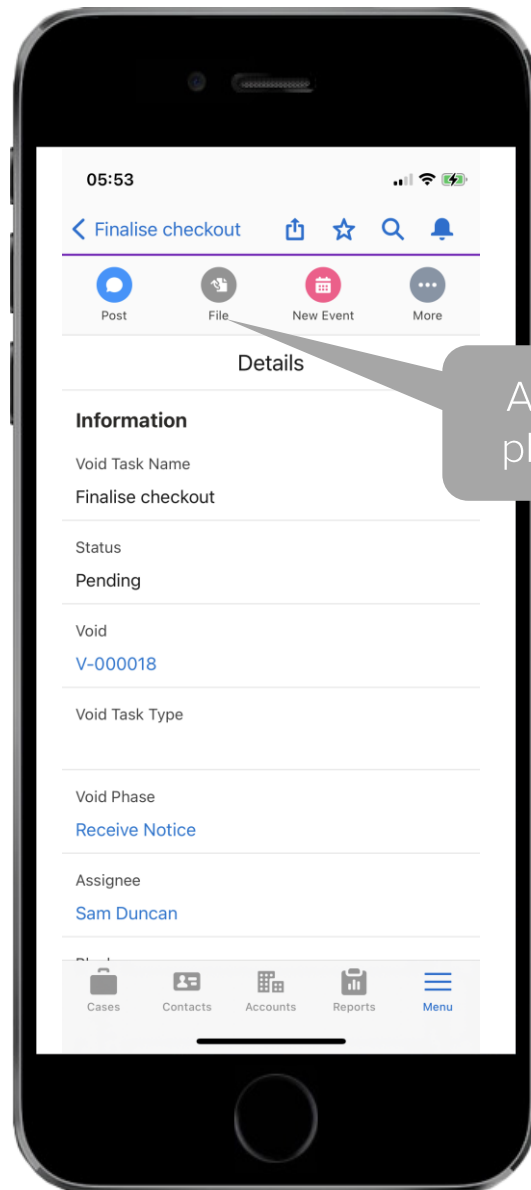 05:53
Finalise checkout
Post File New Event More
Details
Information
Void Task Name
Finalise checkout
Status
Pending
Void
V-000018
Void Task Type
Void Phase
Receive Notice
Assignee
Sam Duncan
Cases Contacts Accounts Reports Menu